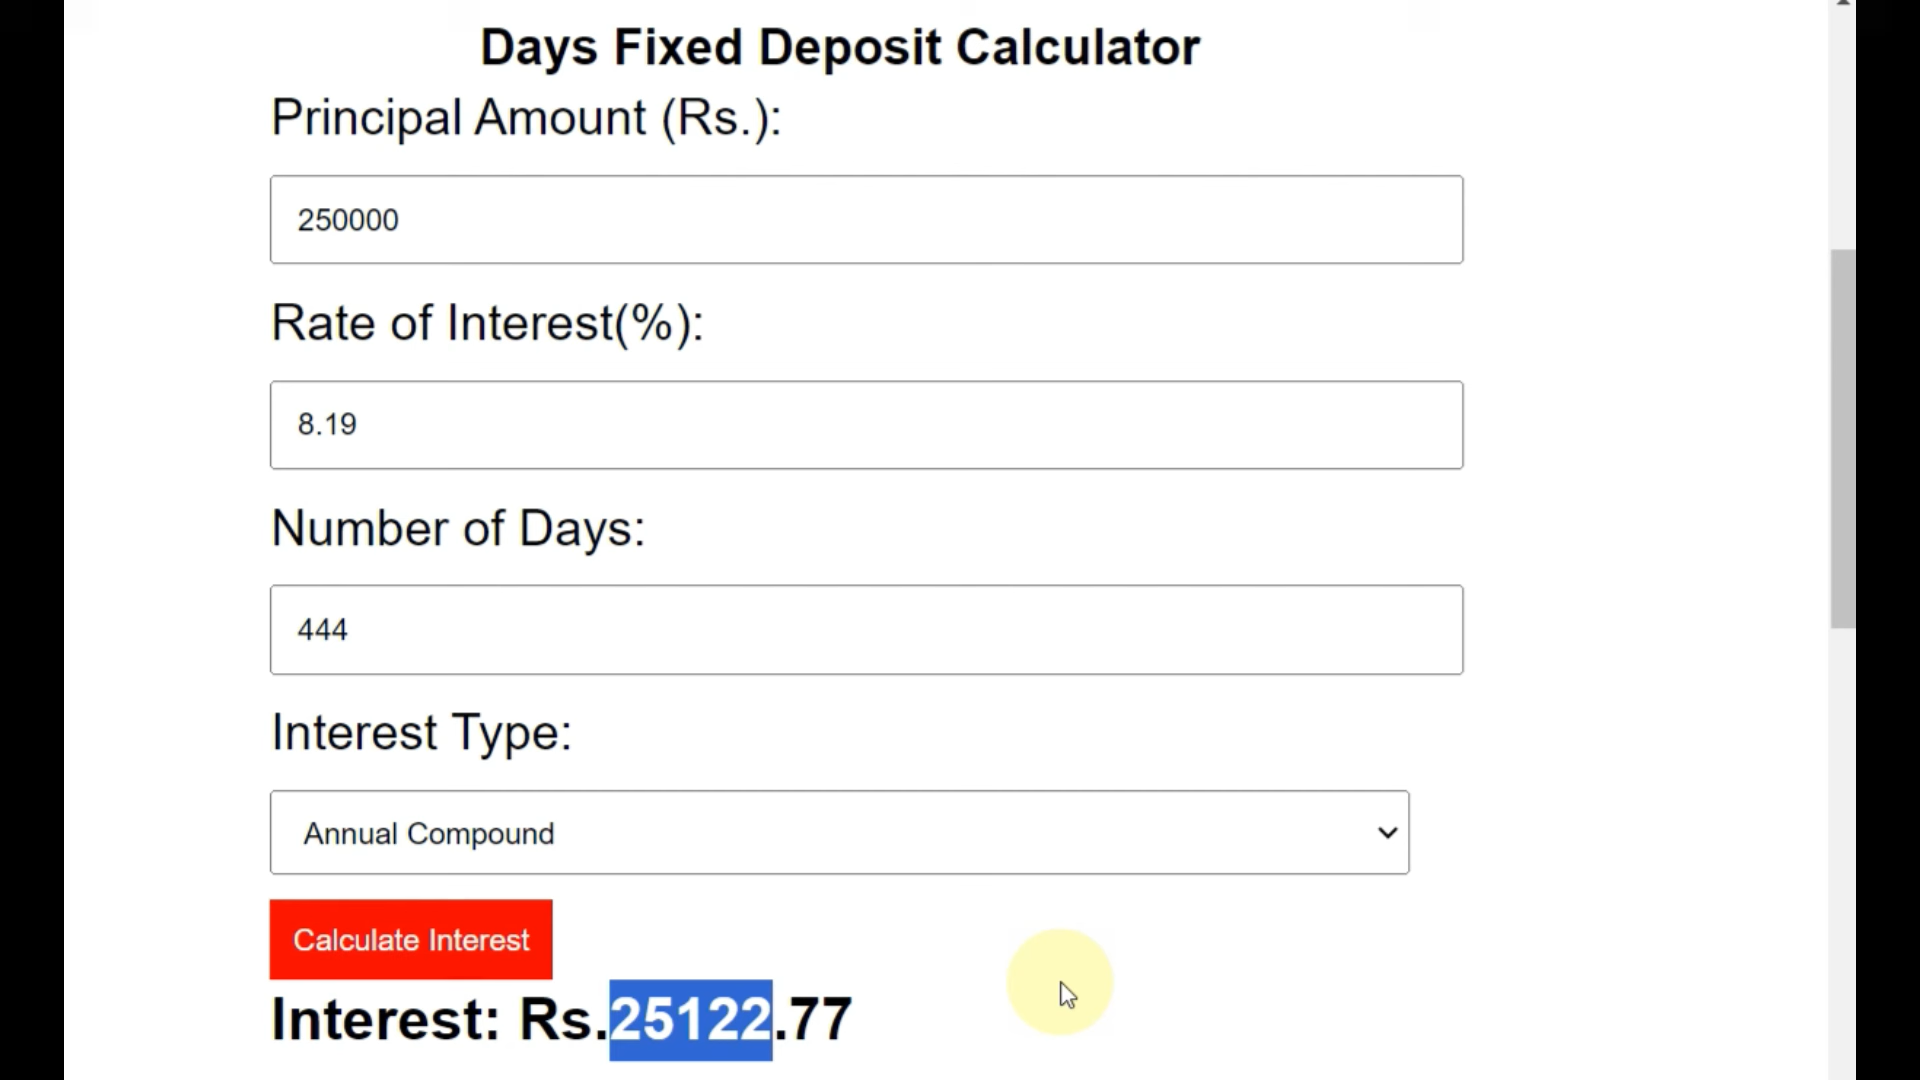 Days Fixed Deposit Calculator
Principal Amount (Rs.):
250000
Rate of Interest(%):
8.19
Number of Days:
444
Interest Type:
Annual Compound
Calculate Interest
Interest: Rs.25122.77